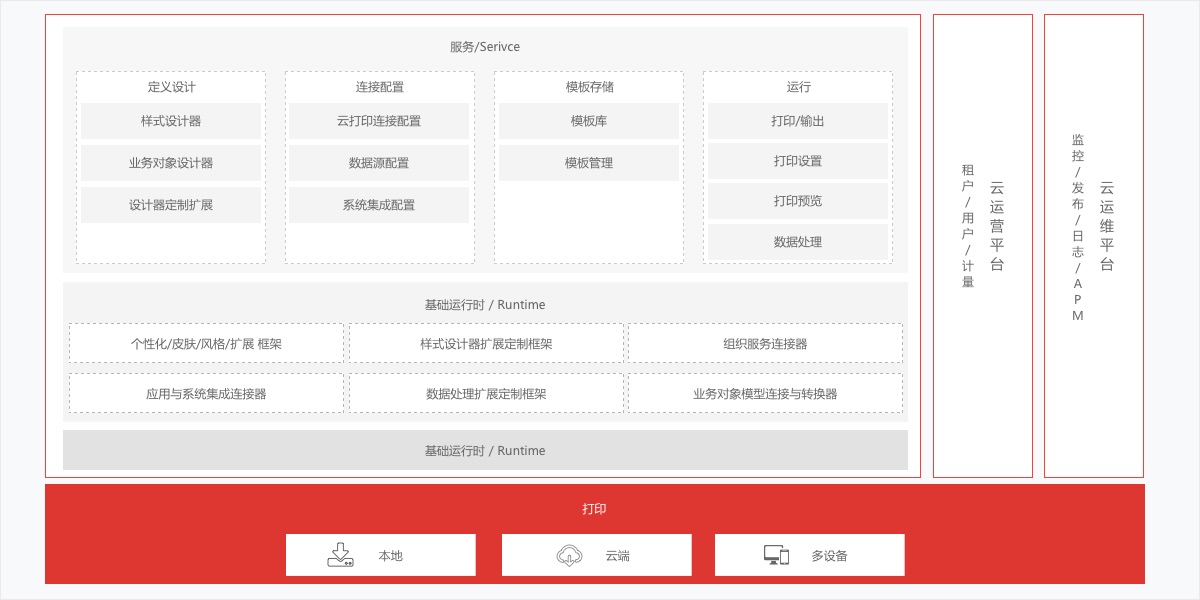 服务/Serivce
定义设计
样式设计器
业务对象设计器
设计器定制扩展
连接配置
云打印连接配置
数据源配置
系统集成配置
模板存储
模板库
模板管理
运行
打印/输出
打印设置
打印预览
数据处理
基础运行时 / Runtime
个性化/皮肤/风格/扩展 框架
样式设计器扩展定制框架
组织服务连接器
应用与系统集成连接器
数据处理扩展定制框架
业务对象模型连接与转换器
基础运行时 / Runtime
租户/用户/计量
云运营平台
监控/发布/日志/APM
云运维平台
打印
本地
云端
多设备